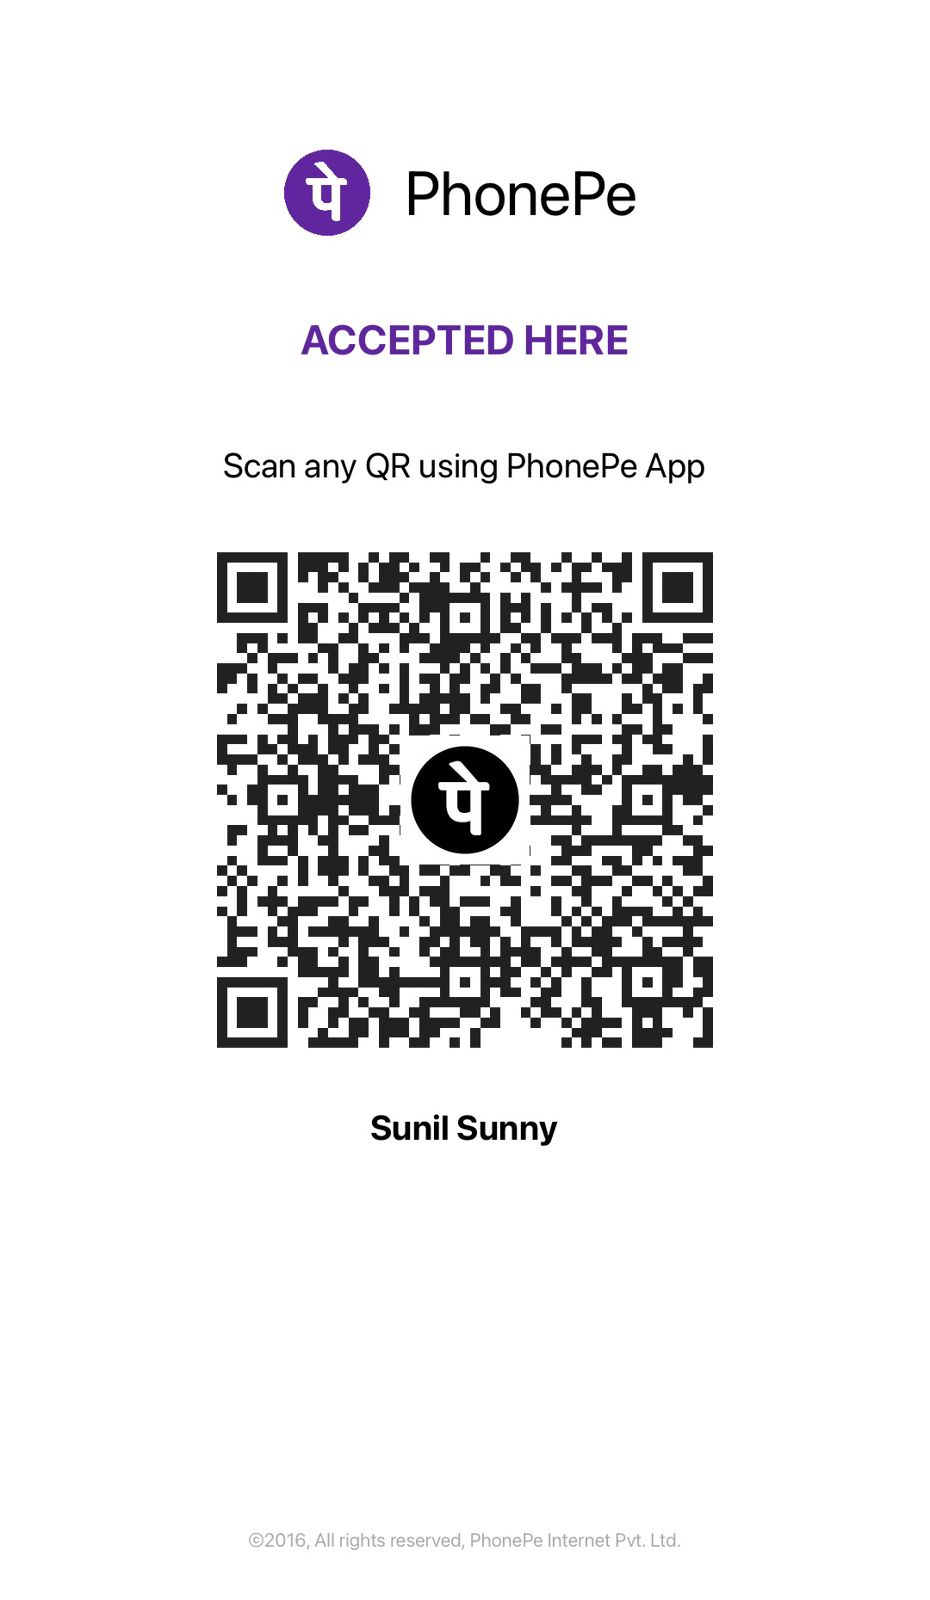 पे PhonePe
ACCEPTED HERE
Scan any QR using PhonePe App
पे
Sunil Sunny
©2016, All rights reserved, PhonePe Internet Pvt. Ltd.